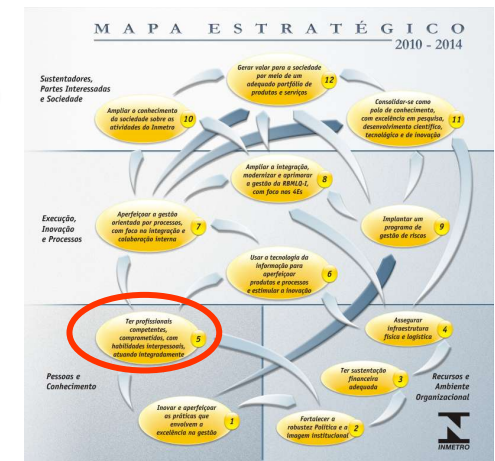 MAPA ESTRATÉGICO
2010 - 2014
Sustentadores,
Partes Interessadas
e Sociedade
Gerar valor para a sociedade
por meio de um
adequado portfólio de
produtos e serviços
12
Ampliar o conhecimento
da sociedade sobre as
atividades do Inmetro
10
Consolidar-se como
polo de conhecimento,
com excelência em pesquisa,
desenvolvimento científico,
tecnológico e de inovação
11
Ampliar a integração,
modernizar e aprimorar
a gestão da RBMLQ-I,
com foco nos 4Es
8
Execução,
Inovação
e Processos
Aperfeiçoar a gestão
orientada por processos,
com foco na integração e
colaboração interna
7
Implantar um
programa de
gestão de riscos
9
Usar a tecnologia da
informação para
aperfeiçoar
produtos e processos
e estimular a inovação
6
Ter profissionais
competentes,
comprometidos, com
habilidades interpessoais,
atuando integradamente
5
Assegurar
infraestrutura
física e logística
4
Pessoas e
Conhecimento
Ter sustentação
financeira
adequada
3
Recursos e
Ambiente
Organizacional
Inovar e aperfeiçoar
as práticas que
envolvem a
excelência na gestão
1
Fortalecer a
robustez Política e a
Imagem Institucional
2
INMETRO